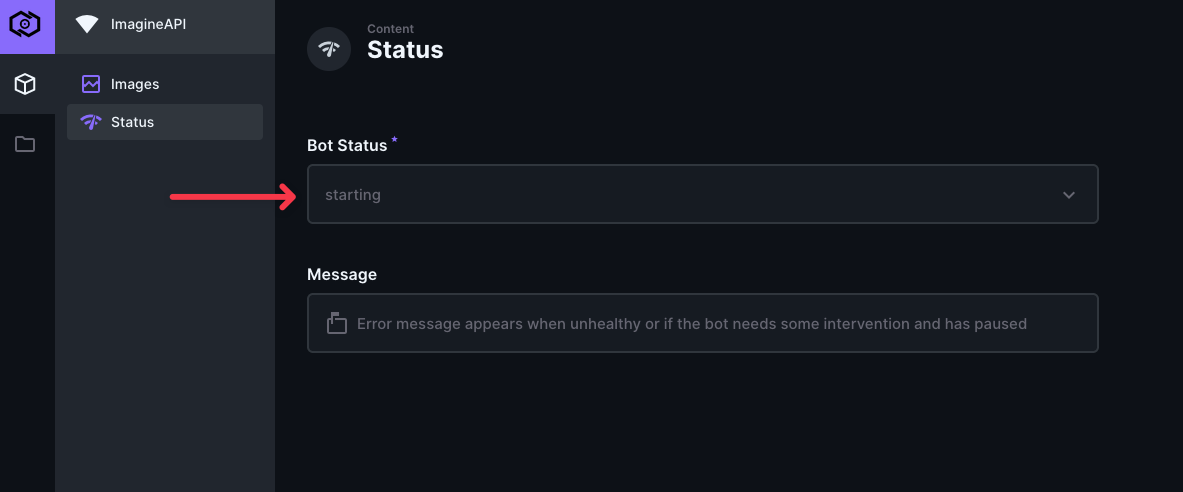 ImagineAPI
Images
Status
Content
Status
Bot Status *
starting
Message
Error message appears when unhealthy or if the bot needs some intervention and has paused